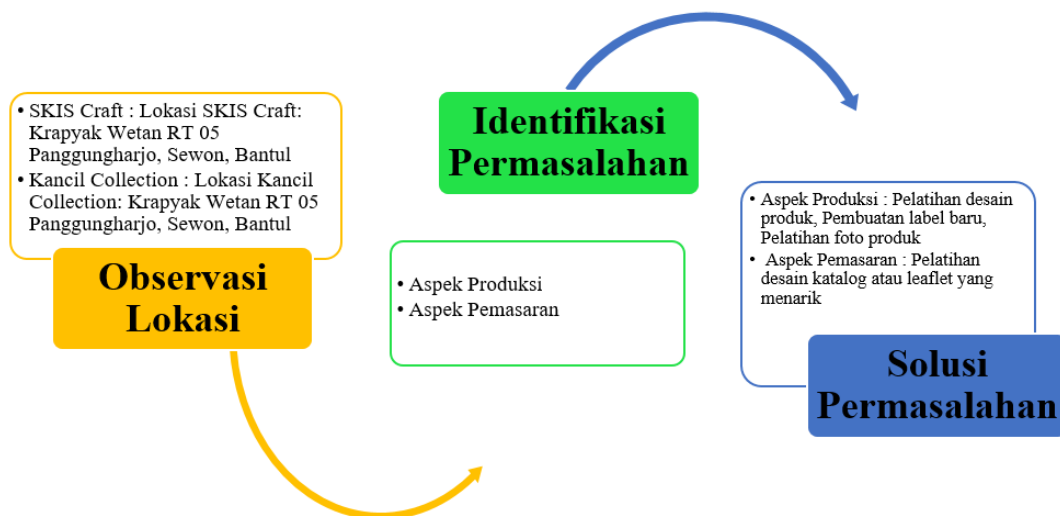 • SKIS Craft : Lokasi SKIS Craft:
Krapyak Wetan RT 05
Panggungharjo, Sewon, Bantul
• Kancil Collection : Lokasi Kancil
Collection: Krapyak Wetan RT 05
Panggungharjo, Sewon, Bantul
Observasi
Lokasi
Identifikasi
Permasalahan
• Aspek Produksi
• Aspek Pemasaran
• Aspek Produksi : Pelatihan desain
produk, Pembuatan label baru,
Pelatihan foto produk
• Aspek Pemasaran : Pelatihan
desain katalog atau leaflet yang
menarik
Solusi
Permasalahan